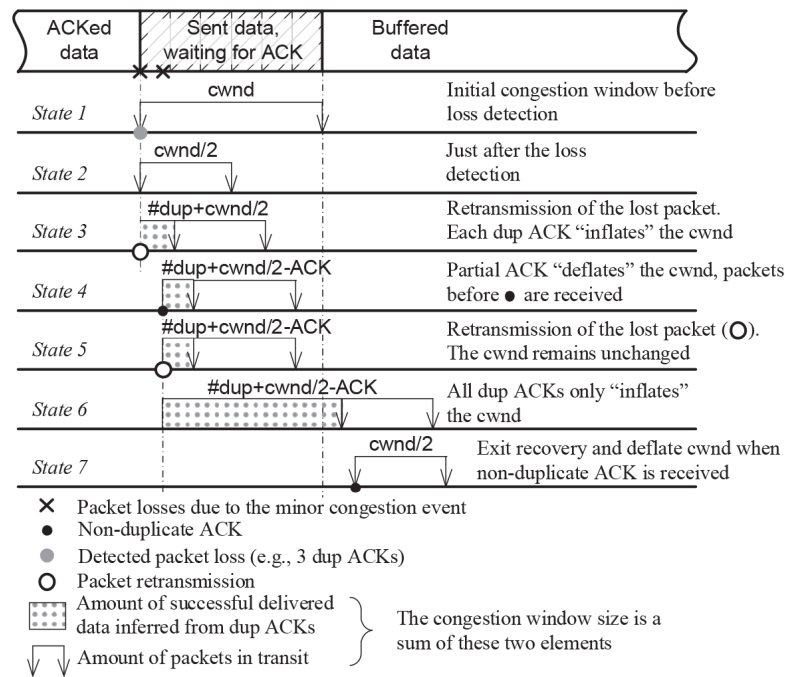 ACKed data
Sent data, waiting for ACK
Buffered data
State 1
cwnd
Initial congestion window before
loss detection
State 2
cwnd/2
Just after the loss
detection
State 3
#dup+cwnd/2
Retransmission of the lost packet.
Each dup ACK “inflates” the cwnd
State 4
#dup+cwnd/2-ACK
Partial ACK “deflates” the cwnd, packets
before ● are received
State 5
#dup+cwnd/2-ACK
Retransmission of the lost packet (O).
The cwnd remains unchanged
State 6
#dup+cwnd/2-ACK
All dup ACKs only “inflates”
the cwnd
State 7
cwnd/2
Exit recovery and deflate cwnd when
non-duplicate ACK is received
Packet losses due to the minor congestion event
Non-duplicate ACK
Detected packet loss (e.g., 3 dup ACKs)
Packet retransmission
Amount of successful delivered
data inferred from dup ACKs
Amount of packets in transit
The congestion window size is a
sum of these two elements